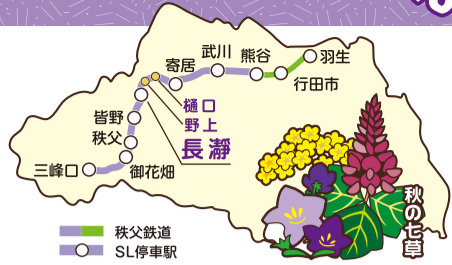 羽生
行田市
熊谷
武川
寄居
樋口
野上
長瀞
皆野
秩父
御花畑
三峰口
秋の七草
秩父鉄道
SL停車駅